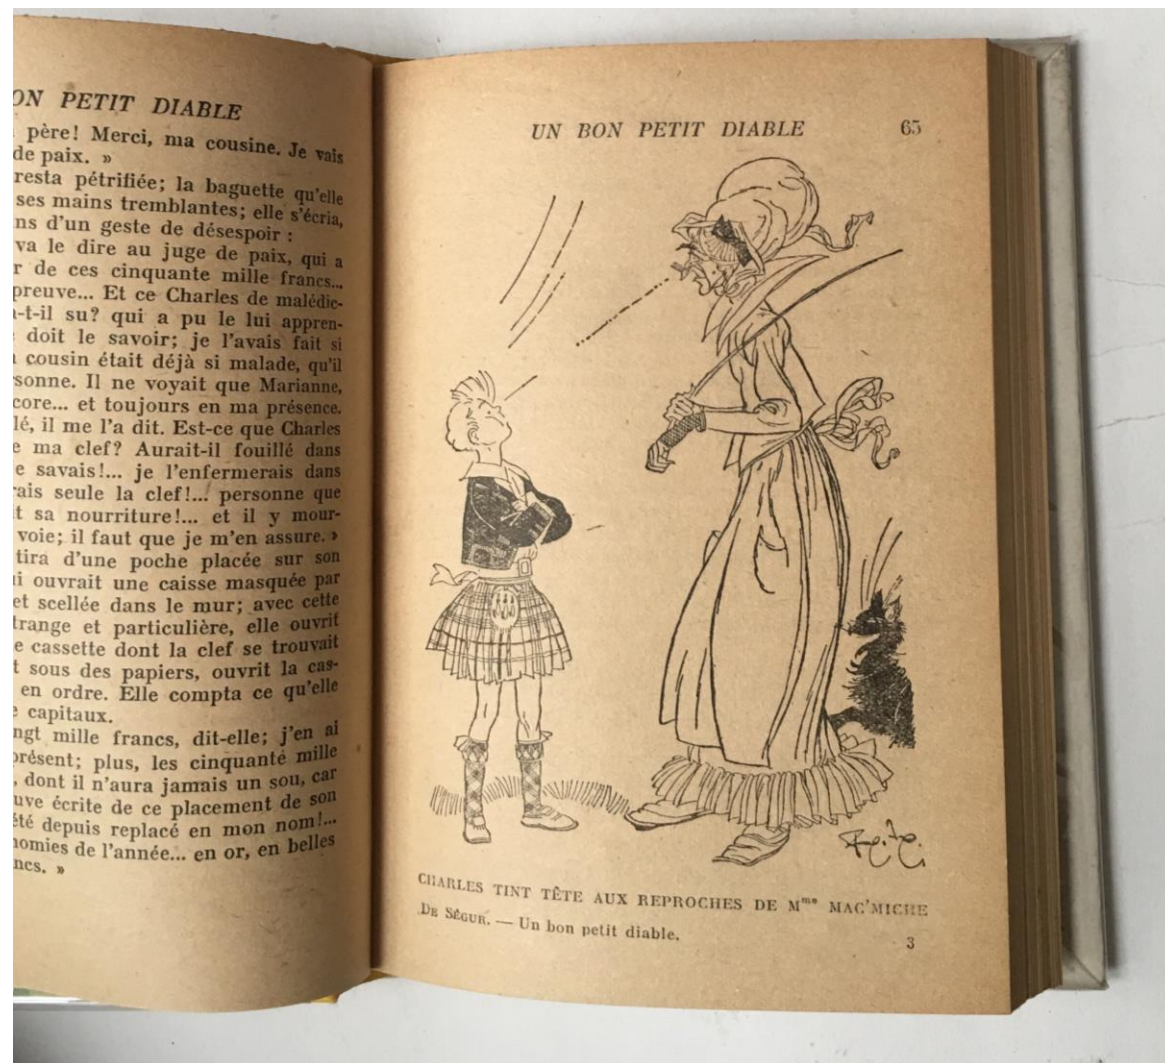 ON PETIT DIABLE
père! Merci, ma cousine. Je vais
de paix. »
resta pétrifiée; la baguette qu'elle
ses mains tremblantes; elle s'écria,
ns d'un geste de désespoir :
va le dire au juge de paix, qui a
r de ces cinquante mille francs...
preuve... Et ce Charles de malédic-
-t-il su? qui a pu le lui appren-
doit le savoir; je l'avais fait si
cousin était déjà si malade, qu'il
sonne. Il ne voyait que Marianne,
core... et toujours en ma présence.
lé, il me l'a dit. Est-ce que Charles
e ma clef? Aurait-il fouillé dans
e savais!... je l'enfermerais dans
rais seule la clef!... personne que
t sa nourriture!... et il y mour-
voie; il faut que je m'en assure. »
tira d'une poche placée sur son
i ouvrait une caisse masquée par
et scellée dans le mur; avec cette
trange et particulière, elle ouvrit
e cassette dont la clef se trouvait
t sous des papiers, ouvrit la cas-
en ordre. Elle compta ce qu'elle
e capitaux.
ngt mille francs, dit-elle; j'en ai
présent; plus, les cinquante mille
, dont il n'aura jamais un sou, car
uve écrite de ce placement de son
été depuis replacé en mon nom!...
nomies de l'année... en or, en belles
ncs. »
UN BON PETIT DIABLE 65
CHARLES TINT TÊTE AUX REPROCHES DE Mme MAC'MICHE
DE SÉGUR. — Un bon petit diable.
3